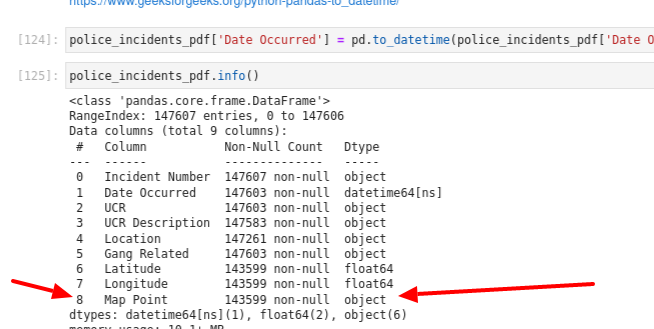 https://www.geeksforgeeks.org/python-pandas-to_datetime/
[124]: police_incidents_pdf['Date Occurred'] = pd.to_datetime(police_incidents_pdf['Date O
[125]: police_incidents_pdf.info()
<class 'pandas.core.frame.DataFrame'>
RangeIndex: 147607 entries, 0 to 147606
Data columns (total 9 columns):
 #   Column           Non-Null Count   Dtype
---  ------           --------------   -----
 0   Incident Number  147607 non-null  object
 1   Date Occurred    147603 non-null  datetime64[ns]
 2   UCR              147603 non-null  object
 3   UCR Description  147583 non-null  object
 4   Location         147261 non-null  object
 5   Gang Related     147603 non-null  object
 6   Latitude         143599 non-null  float64
 7   Longitude        143599 non-null  float64
 8   Map Point        143599 non-null  object
dtypes: datetime64[ns](1), float64(2), object(6)
memory usage: 10.1+ MB